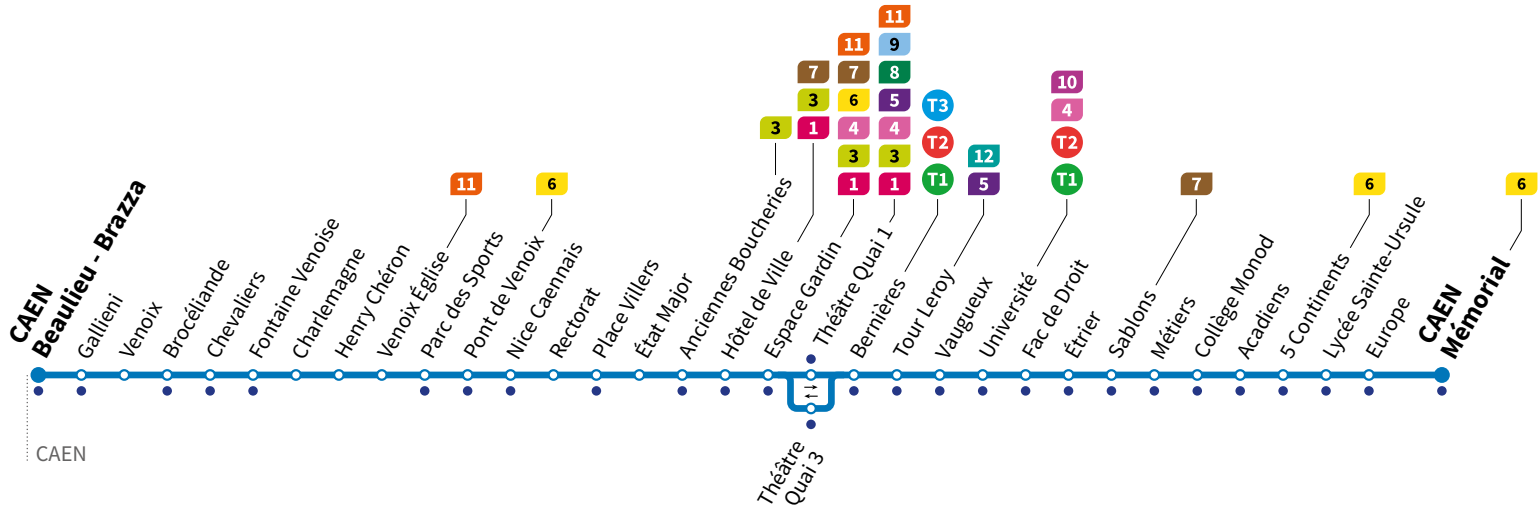 11
11
9
7
7
8
3
6
5
10
3
1
4
4
T3
4
3
3
T2
12
T2
11
6
1
1
T1
5
T1
7
6
6
CAEN
Beaulieu - Brazza
Gallieni
Venoix
Brocéliande
Chevaliers
Fontaine Venoise
Charlemagne
Henry Chéron
Venoix Église
Parc des Sports
Pont de Venoix
Nice Caennais
Rectorat
Place Villers
État Major
Anciennes Boucheries
Hôtel de Ville
Espace Gardin
Théâtre Quai 1
Bernières
Tour Leroy
Vaugueux
Université
Fac de Droit
Étrier
Sablons
Métiers
Collège Monod
Acadiens
5 Continents
Lycée Sainte-Ursule
Europe
CAEN
Mémorial
Théâtre
Quai 3
CAEN